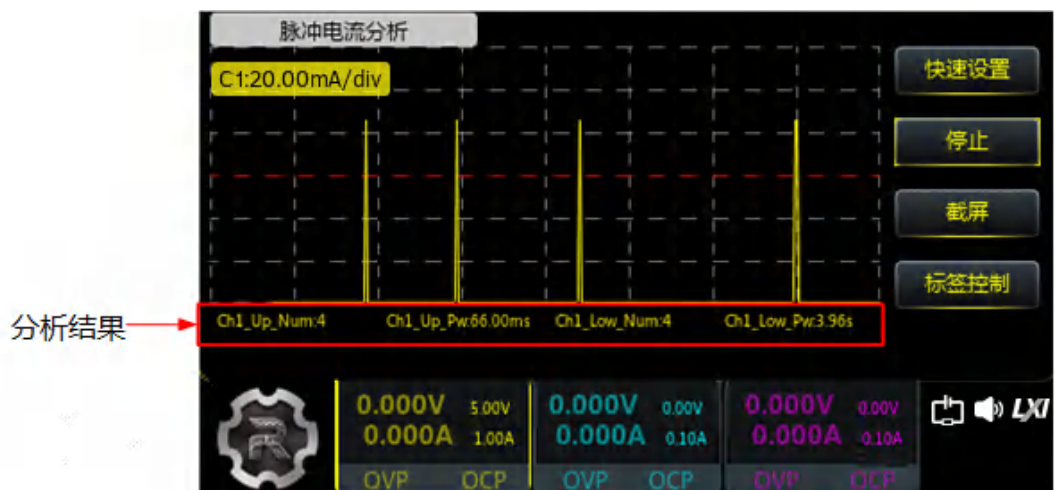 脉冲电流分析
C1:20.00mA/div
快速设置
停止
截屏
标签控制
分析结果
Ch1_Up_Num:4 Ch1_Up_Pw:66.00ms Ch1_Low_Num:4 Ch1_Low_Pw:3.96s
0.000V 5.00V 0.000V 0.00V 0.000V 0.00V
0.000A 1.00A 0.000A 0.10A 0.000A 0.10A
OVP OCP OVP OCP OVP OCP
LXI